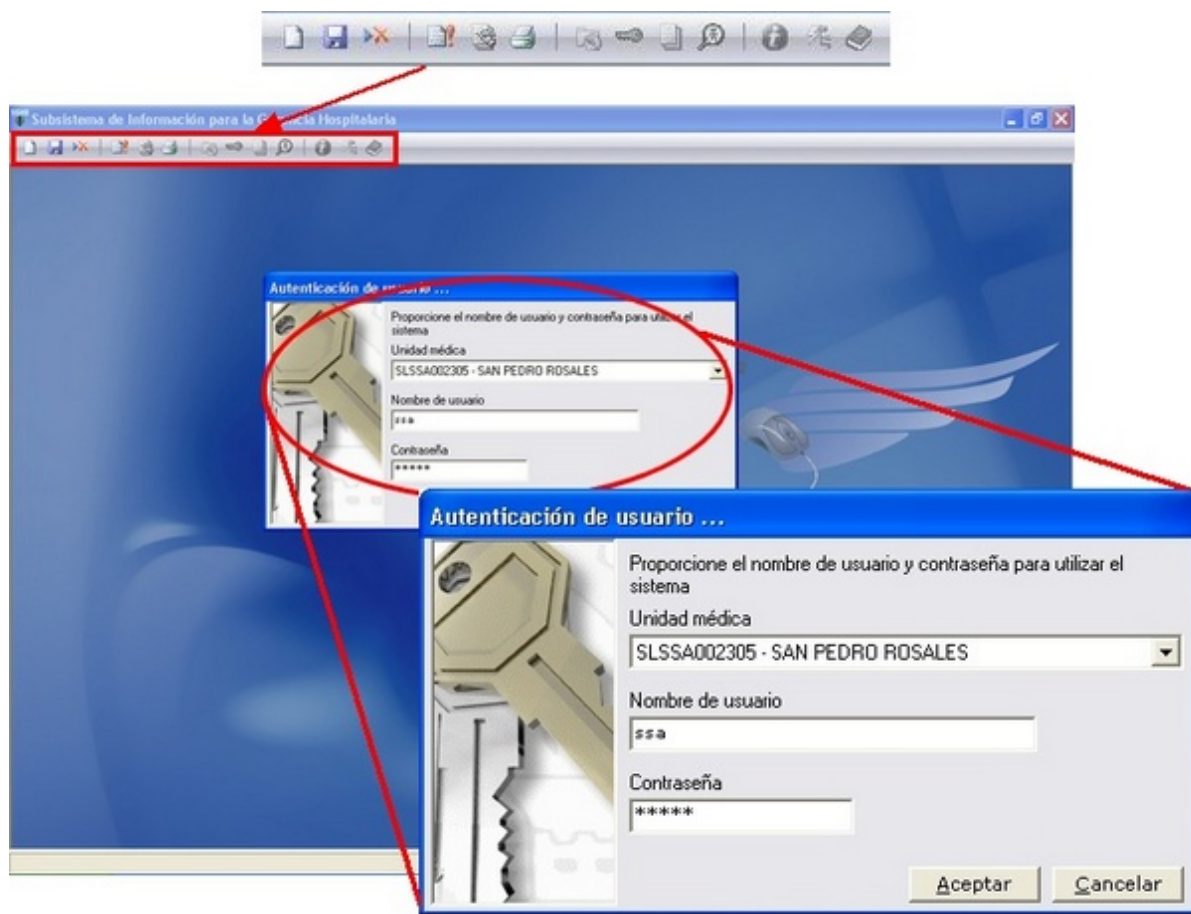 Subsistema de Información para la Gerencia Hospitalaria
Autenticación de usuario ...
Proporcione el nombre de usuario y contraseña para utilizar el
sistema
Unidad médica
SLSSA002305 - SAN PEDRO ROSALES
Nombre de usuario
ssa
Contraseña
*****
Autenticación de usuario ...
Proporcione el nombre de usuario y contraseña para utilizar el
sistema
Unidad médica
SLSSA002305 - SAN PEDRO ROSALES
Nombre de usuario
ssa
Contraseña
*****
Aceptar Cancelar